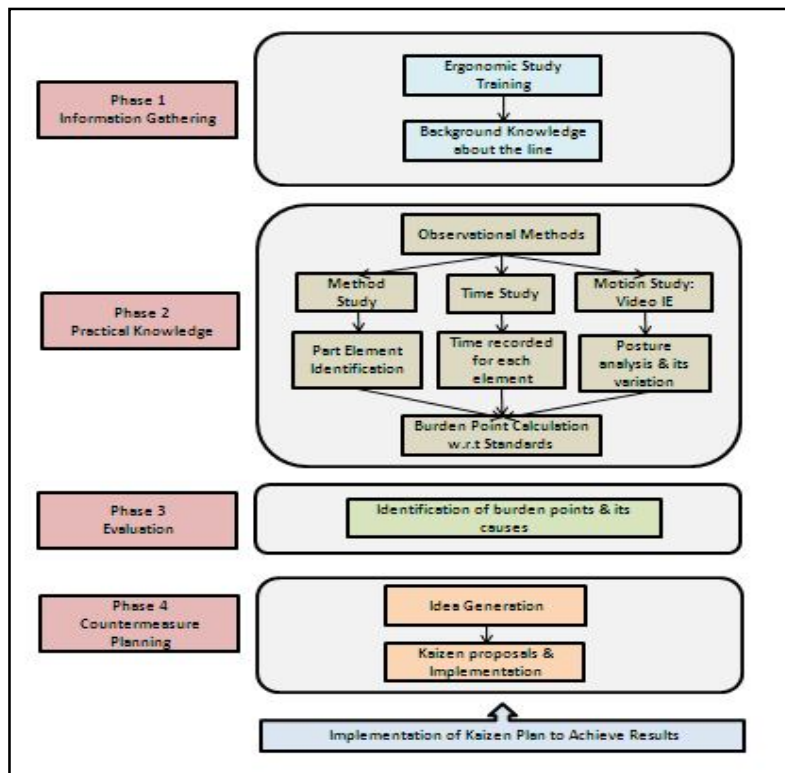 Phase 1
Information Gathering
Ergonomic Study
Training
Background Knowledge
about the line
Phase 2
Practical Knowledge
Observational Methods
Method
Study
Time Study
Motion Study:
Video IE
Part Element
Identification
Time recorded
for each
element
Posture
analysis & its
variation
Burden Point Calculation
w.r.t Standards
Phase 3
Evaluation
Identification of burden points & its
causes
Phase 4
Countermeasure
Planning
Idea Generation
Kaizen proposals &
Implementation
Implementation of Kaizen Plan to Achieve Results